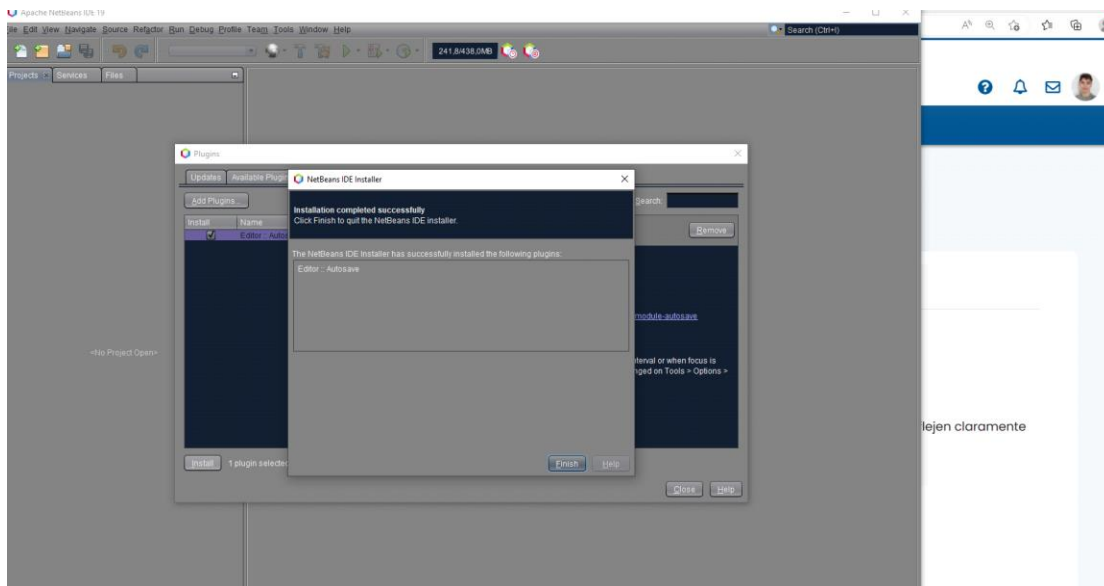 Apache NetBeans IDE 19
File Edit View Navigate Source Refactor Run Debug Profile Team Tools Window Help
Search (Ctrl+I)
241,8/438,0MB
Projects Services Files
<No Project Open>
Plugins
Updates Available Plugin
Add Plugins...
Search:
Install Name
Editor :: Auto
Remove
module-autosave
interval or when focus is
nged on Tools > Options >
Install 1 plugin selected
Close Help
NetBeans IDE Installer
Installation completed successfully
Click Finish to quit the NetBeans IDE installer.
The NetBeans IDE Installer has successfully installed the following plugins:
Editor :: Autosave
Finish Help
lejen claramente